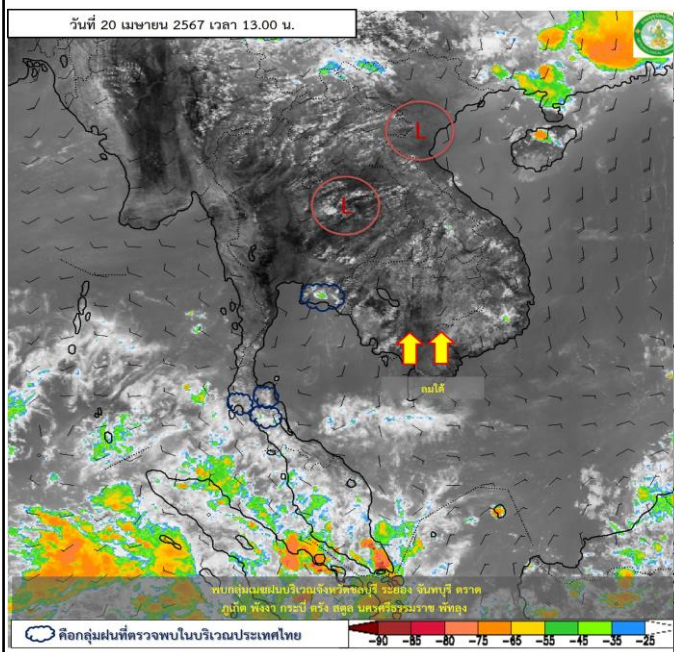 วันที่ 20 เมษายน 2567 เวลา 13.00 น.
L
L
ลมใต้
พบกลุ่มเมฆฝนบริเวณจังหวัดชลบุรี ระยอง จันทบุรี ตราด
ภูเก็ต พังงา กระบี่ ตรัง สตูล นครศรีธรรมราช พัทลุง
คือกลุ่มฝนที่ตรวจพบในบริเวณประเทศไทย
-90 -85 -80 -75 -65 -55 -45 -35 -25